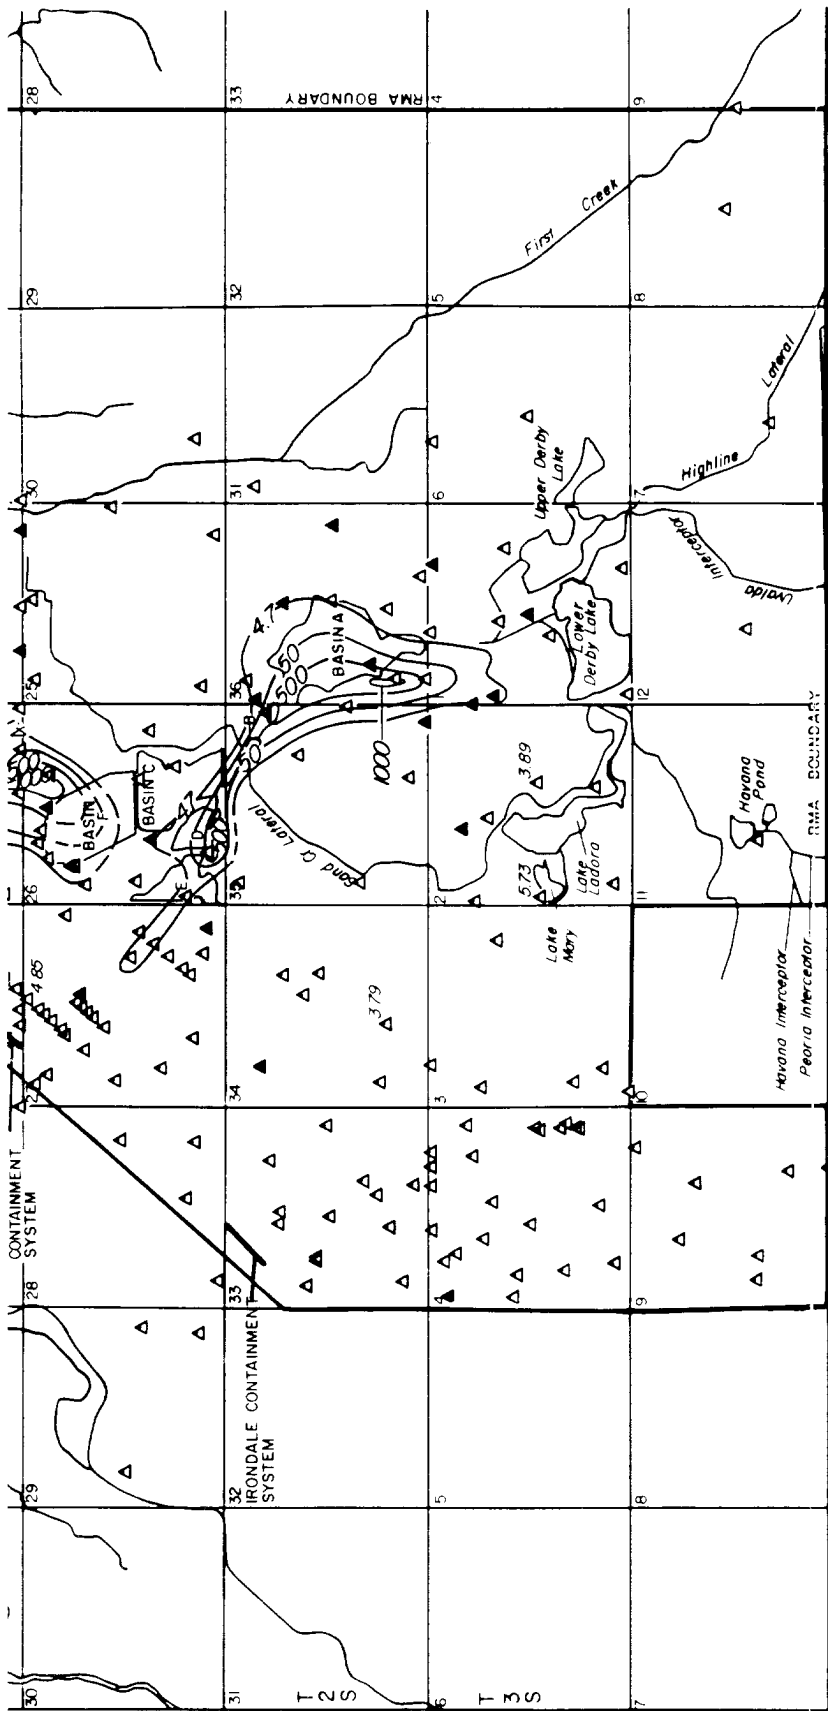 28
33
RMA BOUNDARY
4
9
First Creek
29
32
5
8
Highline Lateral
30
31
6
7
Upper Derby
Lake
Uvalda Interceptor
Lower
Derby Lake
4.7
50
500
BASIN A
1000
25
36
12
RMA BOUNDARY
BASIN
F
BASIN C
B
50
D
E
Sand Cr Lateral
3.89
5.73
Lake
Ladora
Lake
Mary
Havana
Pond
26
35
2
11
4.85
3.79
Havana Interceptor
Peoria Interceptor
27
34
3
10
CONTAINMENT
SYSTEM
28
33
4
9
IRONDALE CONTAINMENT
SYSTEM
29
32
5
8
30
31
6
7
T
2
S
T
3
S